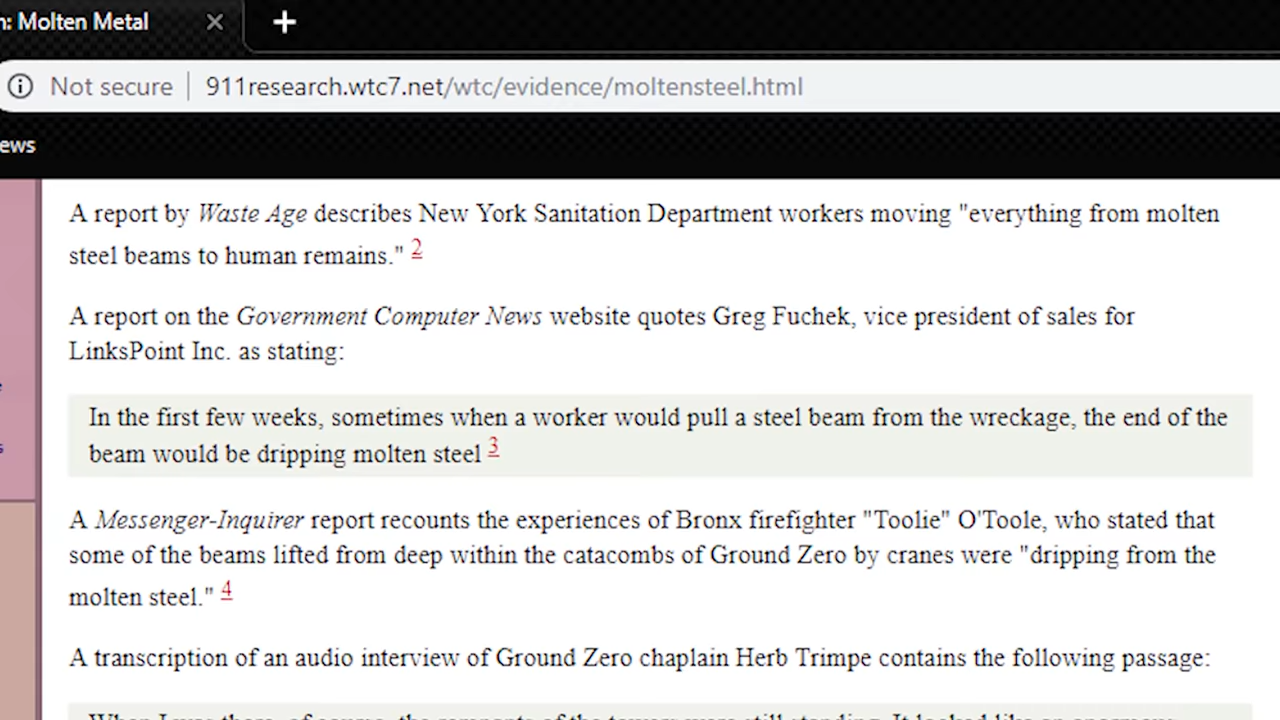 n: Molten Metal
Not secure
911research.wtc7.net/wtc/evidence/moltensteel.html
ews
A report by Waste Age describes New York Sanitation Department workers moving "everything from molten
steel beams to human remains." 2
A report on the Government Computer News website quotes Greg Fuchek, vice president of sales for
LinksPoint Inc. as stating:
In the first few weeks, sometimes when a worker would pull a steel beam from the wreckage, the end of the
beam would be dripping molten steel 3
A Messenger-Inquirer report recounts the experiences of Bronx firefighter "Toolie" O'Toole, who stated that
some of the beams lifted from deep within the catacombs of Ground Zero by cranes were "dripping from the
molten steel." 4
A transcription of an audio interview of Ground Zero chaplain Herb Trimpe contains the following passage: